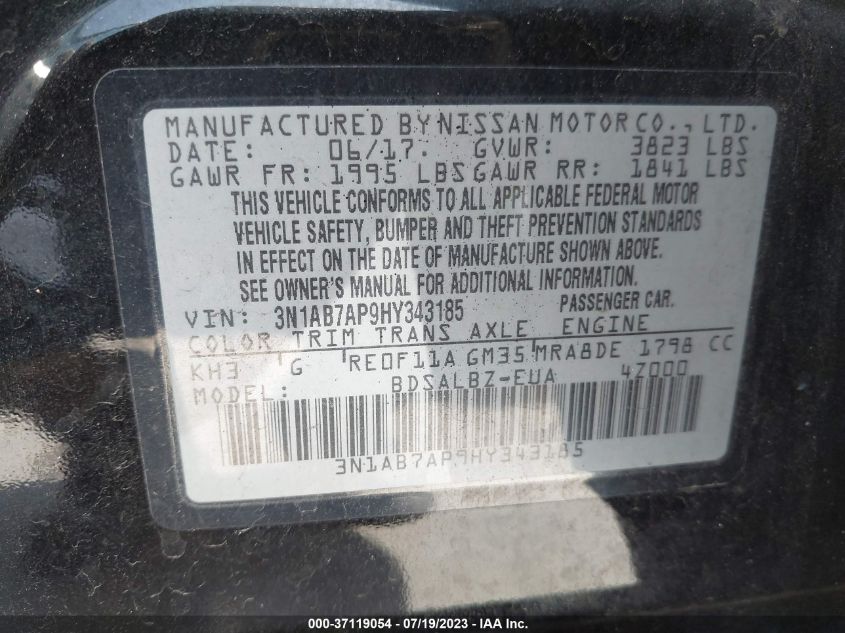 MANUFACTURED BY NISSAN MOTOR CO., LTD.
DATE: 06/17. GVWR: 3823 LBS
GAWR FR: 1995 LBS GAWR RR: 1841 LBS
THIS VEHICLE CONFORMS TO ALL APPLICABLE FEDERAL MOTOR
VEHICLE SAFETY, BUMPER AND THEFT PREVENTION STANDARDS
IN EFFECT ON THE DATE OF MANUFACTURE SHOWN ABOVE.
SEE OWNER'S MANUAL FOR ADDITIONAL INFORMATION.
VIN: 3N1AB7AP9HY343185 PASSENGER CAR.
COLOR TRIM TRANS AXLE ENGINE
KH3 G RE0F11A GM35 MRA8DE 1798 CC
MODEL: BDSALBZ-EUA 4Z000
3N1AB7AP9HY343185
000-37119054 - 07/19/2023 - IAA Inc.